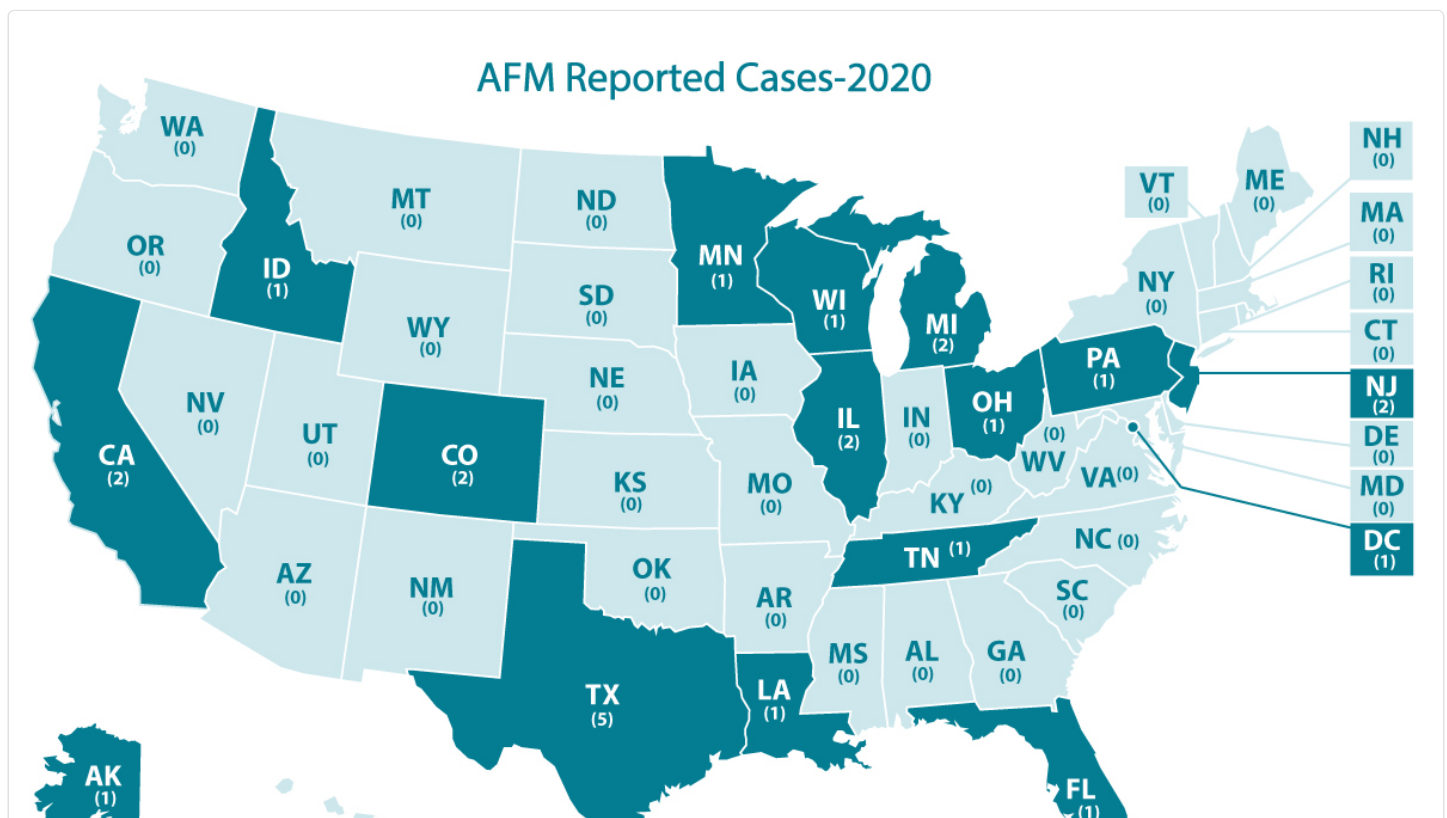 AFM Reported Cases-2020
WA
(0)
OR
(0)
ID
(1)
MT
(0)
ND
(0)
MN
(1)
WI
(1)
MI
(2)
VT
(0)
ME
(0)
NH
(0)
MA
(0)
RI
(0)
CT
(0)
NJ
(2)
DE
(0)
MD
(0)
DC
(1)
NY
(0)
PA
(1)
SD
(0)
WY
(0)
NE
(0)
IA
(0)
IL
(2)
IN
(0)
OH
(1)
(0)
WV
VA(0)
CA
(2)
NV
(0)
UT
(0)
CO
(2)
KS
(0)
MO
(0)
KY (0)
TN (1)
NC (0)
SC
(0)
AZ
(0)
NM
(0)
OK
(0)
AR
(0)
MS
(0)
AL
(0)
GA
(0)
TX
(5)
LA
(1)
AK
(1)
FL
(1)